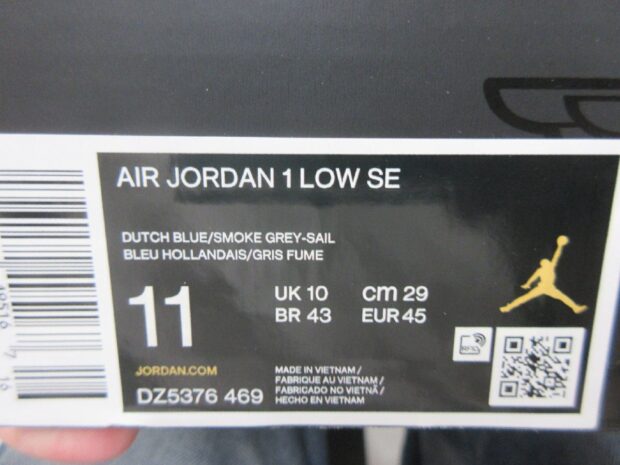 AIR JORDAN 1 LOW SE
DUTCH BLUE/SMOKE GREY-SAIL
BLEU HOLLANDAIS/GRIS FUME
11
UK 10 cm 29
BR 43 EUR 45
JORDAN.COM
DZ5376 469
MADE IN VIETNAM /
FABRIQUE AU VIETNAM /
FABRICADO NO VIETNÃ /
HECHO EN VIETNAM
RFID